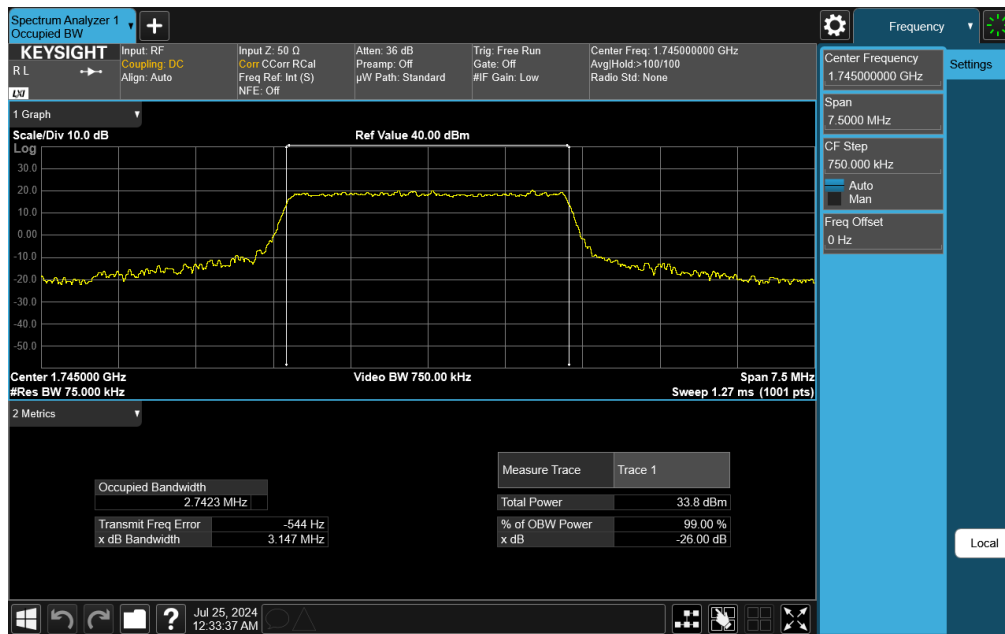 Spectrum Analyzer 1
Occupied BW
Frequency
KEYSIGHT
R L
LXI
Input: RF
Coupling: DC
Align: Auto
Input Z: 50 Ω
Corr CCorr RCal
Freq Ref: Int (S)
NFE: Off
Atten: 36 dB
Preamp: Off
µW Path: Standard
Trig: Free Run
Gate: Off
#IF Gain: Low
Center Freq: 1.745000000 GHz
Avg|Hold:>100/100
Radio Std: None
Center Frequency
1.745000000 GHz
Settings
Span
7.5000 MHz
CF Step
750.000 kHz
Auto
Man
Freq Offset
0 Hz
1 Graph
Scale/Div 10.0 dB
Ref Value 40.00 dBm
Log
30.0
20.0
10.0
0.00
-10.0
-20.0
-30.0
-40.0
-50.0
Center 1.745000 GHz
Video BW 750.00 kHz
Span 7.5 MHz
#Res BW 75.000 kHz
Sweep 1.27 ms (1001 pts)
2 Metrics
Measure Trace
Trace 1
Occupied Bandwidth
2.7423 MHz
Total Power
33.8 dBm
Transmit Freq Error
-544 Hz
% of OBW Power
99.00 %
x dB Bandwidth
3.147 MHz
x dB
-26.00 dB
Local
?
Jul 25, 2024
12:33:37 AM